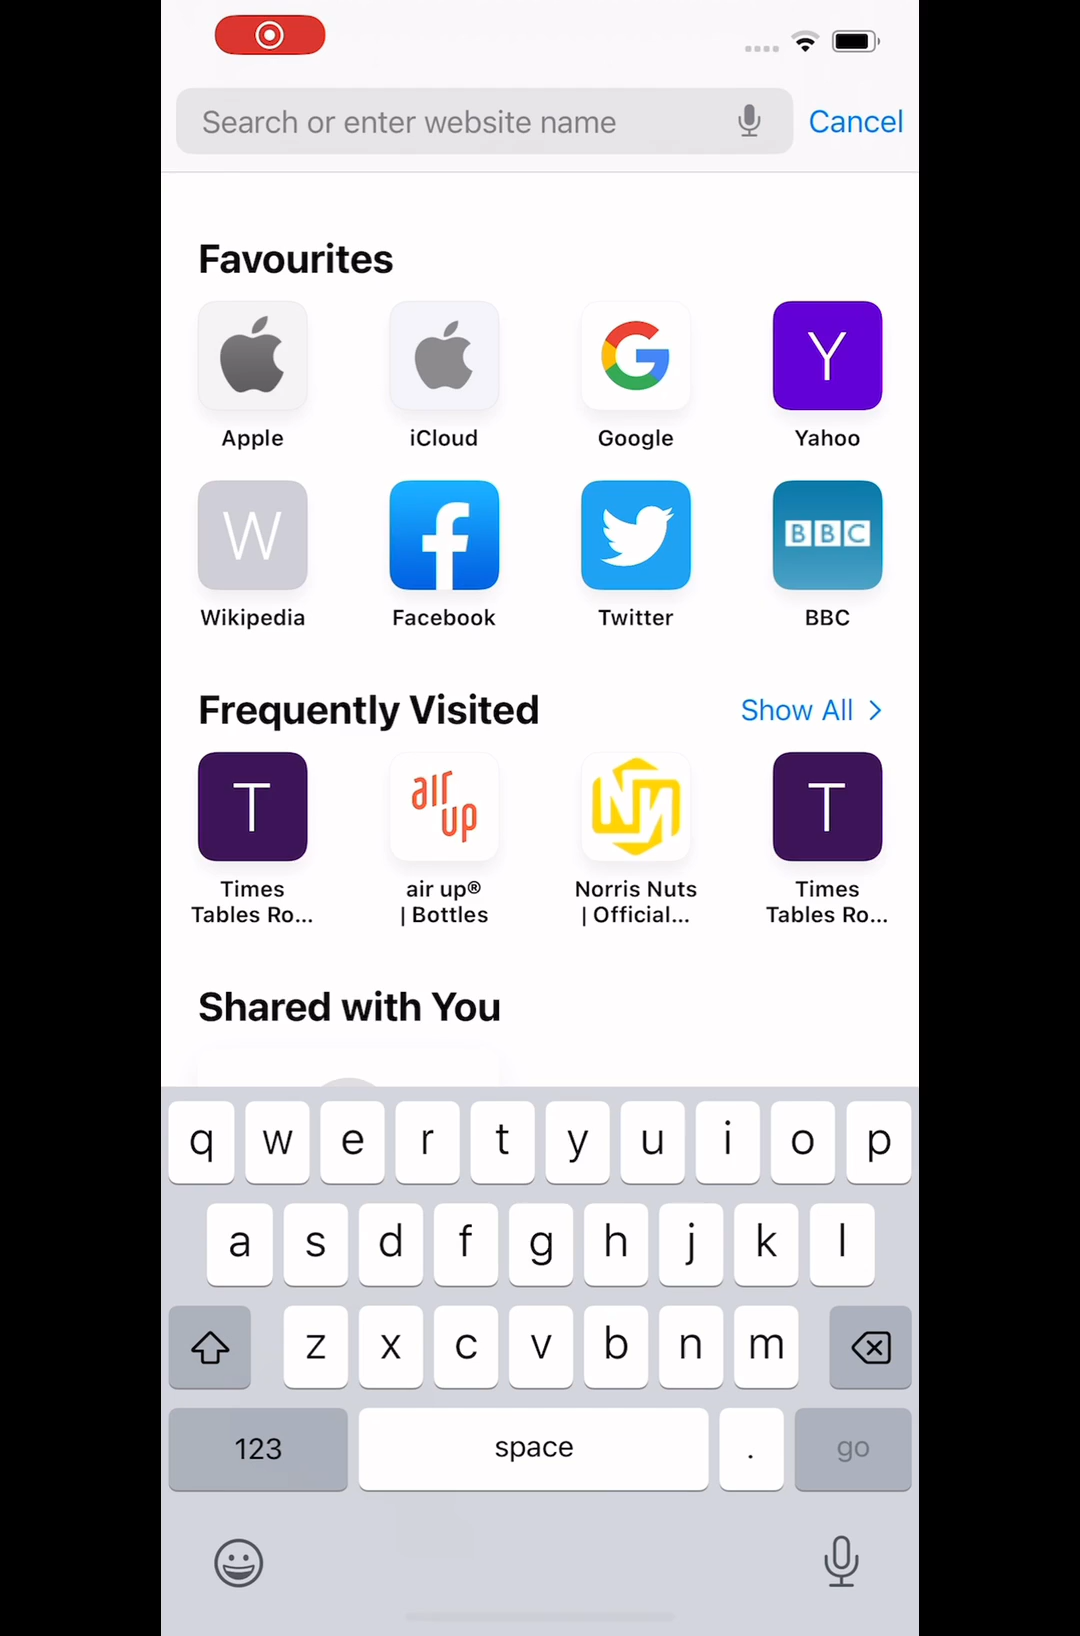 Search or enter website name
Cancel
Favourites
Apple
iCloud
Google
Y
Yahoo
W
Wikipedia
Facebook
Twitter
BBC
BBC
Frequently Visited
Show All
T
Times
Tables Ro...
air
up
air up®
| Bottles
NN
Norris Nuts
| Official...
T
Times
Tables Ro...
Shared with You
q w e r t y u i o p
a s d f g h j k l
z x c v b n m
123
space
.
go